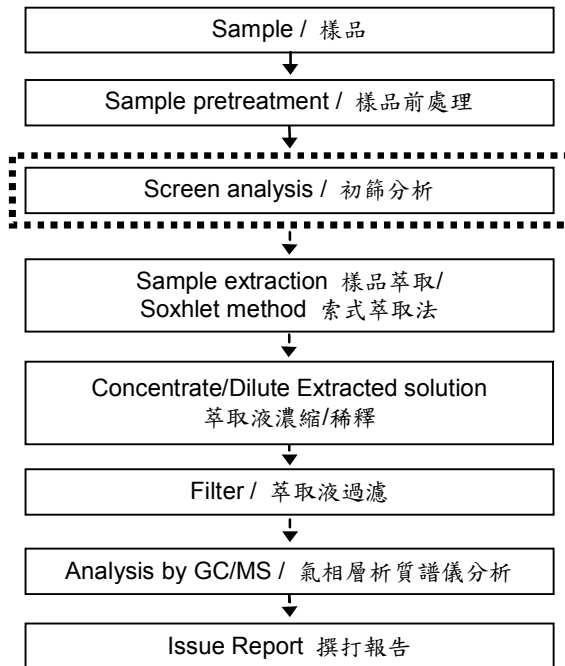 Sample / 樣品
Sample pretreatment / 樣品前處理
Screen analysis / 初篩分析
Sample extraction 樣品萃取/
Soxhlet method 索式萃取法
Concentrate/Dilute Extracted solution
萃取液濃縮/稀釋
Filter / 萃取液過濾
Analysis by GC/MS / 氣相層析質譜儀分析
Issue Report 撰打報告